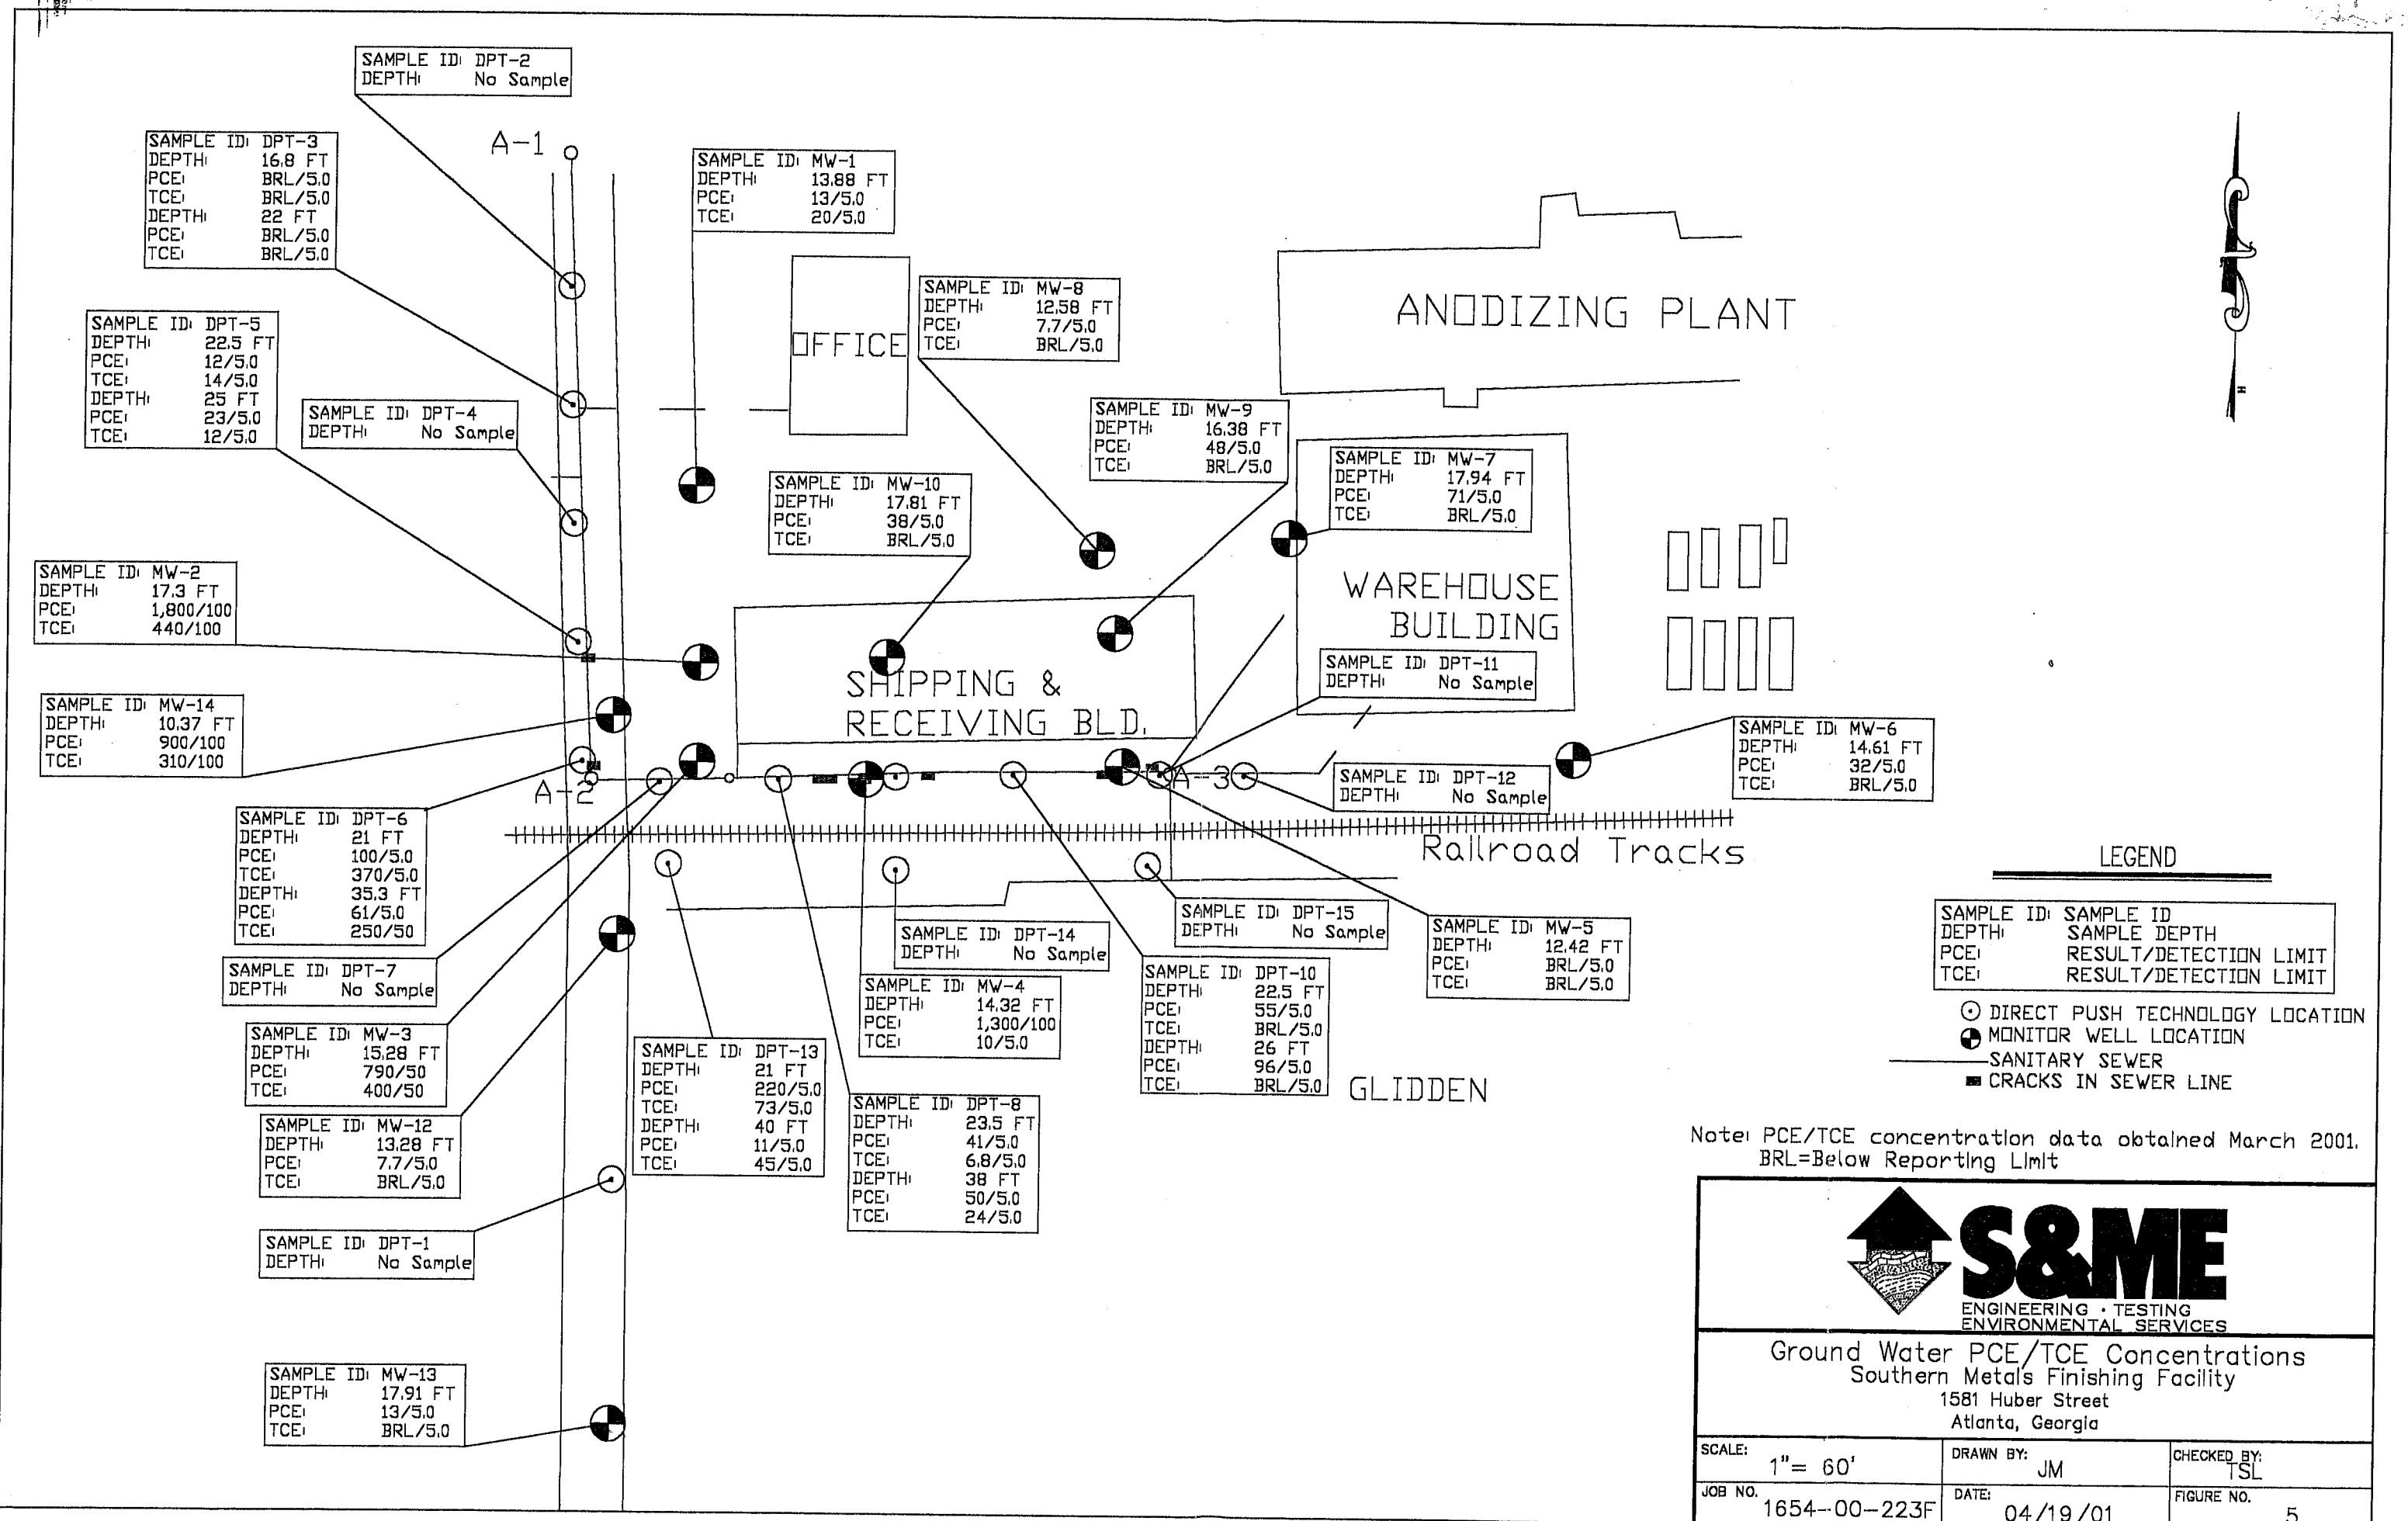 SAMPLE ID: DPT-2
DEPTH: No Sample
A-1
SAMPLE ID: DPT-3
DEPTH: 16.8 FT
PCE: BRL/5.0
TCE: BRL/5.0
DEPTH: 22 FT
PCE: BRL/5.0
TCE: BRL/5.0
SAMPLE ID: MW-1
DEPTH: 13.88 FT
PCE: 13/5.0
TCE: 20/5.0
SAMPLE ID: DPT-5
DEPTH: 22.5 FT
PCE: 12/5.0
TCE: 14/5.0
DEPTH: 25 FT
PCE: 23/5.0
TCE: 12/5.0
SAMPLE ID: DPT-4
DEPTH: No Sample
OFFICE
SAMPLE ID: MW-8
DEPTH: 12.58 FT
PCE: 7.7/5.0
TCE: BRL/5.0
ANODIZING PLANT
SAMPLE ID: MW-9
DEPTH: 16.38 FT
PCE: 48/5.0
TCE: BRL/5.0
SAMPLE ID: MW-7
DEPTH: 17.94 FT
PCE: 71/5.0
TCE: BRL/5.0
SAMPLE ID: MW-10
DEPTH: 17.81 FT
PCE: 38/5.0
TCE: BRL/5.0
SAMPLE ID: MW-2
DEPTH: 17.3 FT
PCE: 1,800/100
TCE: 440/100
WAREHOUSE
BUILDING
SHIPPING &
RECEIVING BLD.
SAMPLE ID: DPT-11
DEPTH: No Sample
SAMPLE ID: MW-14
DEPTH: 10.37 FT
PCE: 900/100
TCE: 310/100
SAMPLE ID: MW-6
DEPTH: 14.61 FT
PCE: 32/5.0
TCE: BRL/5.0
A-2
A-3
SAMPLE ID: DPT-12
DEPTH: No Sample
SAMPLE ID: DPT-6
DEPTH: 21 FT
PCE: 100/5.0
TCE: 370/5.0
DEPTH: 35.3 FT
PCE: 61/5.0
TCE: 250/50
Railroad Tracks
SAMPLE ID: DPT-7
DEPTH: No Sample
SAMPLE ID: DPT-14
DEPTH: No Sample
SAMPLE ID: DPT-15
DEPTH: No Sample
SAMPLE ID: MW-5
DEPTH: 12.42 FT
PCE: BRL/5.0
TCE: BRL/5.0
SAMPLE ID: MW-4
DEPTH: 14.32 FT
PCE: 1,300/100
TCE: 10/5.0
SAMPLE ID: DPT-10
DEPTH: 22.5 FT
PCE: 55/5.0
TCE: BRL/5.0
DEPTH: 26 FT
PCE: 96/5.0
TCE: BRL/5.0
GLIDDEN
SAMPLE ID: MW-3
DEPTH: 15.28 FT
PCE: 790/50
TCE: 400/50
SAMPLE ID: DPT-13
DEPTH: 21 FT
PCE: 220/5.0
TCE: 73/5.0
DEPTH: 40 FT
PCE: 11/5.0
TCE: 45/5.0
SAMPLE ID: DPT-8
DEPTH: 23.5 FT
PCE: 41/5.0
TCE: 6.8/5.0
DEPTH: 38 FT
PCE: 50/5.0
TCE: 24/5.0
SAMPLE ID: MW-12
DEPTH: 13.28 FT
PCE: 7.7/5.0
TCE: BRL/5.0
SAMPLE ID: DPT-1
DEPTH: No Sample
SAMPLE ID: MW-13
DEPTH: 17.91 FT
PCE: 13/5.0
TCE: BRL/5.0
LEGEND
SAMPLE ID: SAMPLE ID
DEPTH: SAMPLE DEPTH
PCE: RESULT/DETECTION LIMIT
TCE: RESULT/DETECTION LIMIT
DIRECT PUSH TECHNOLOGY LOCATION
MONITOR WELL LOCATION
SANITARY SEWER
CRACKS IN SEWER LINE
Note: PCE/TCE concentration data obtained March 2001.
BRL=Below Reporting Limit
S&ME
ENGINEERING · TESTING
ENVIRONMENTAL SERVICES
Ground Water PCE/TCE Concentrations
Southern Metals Finishing Facility
1581 Huber Street
Atlanta, Georgia
SCALE: 1"= 60'
DRAWN BY: JM
CHECKED BY: TSL
JOB NO. 1654-00-223F
DATE: 04/19/01
FIGURE NO. 5